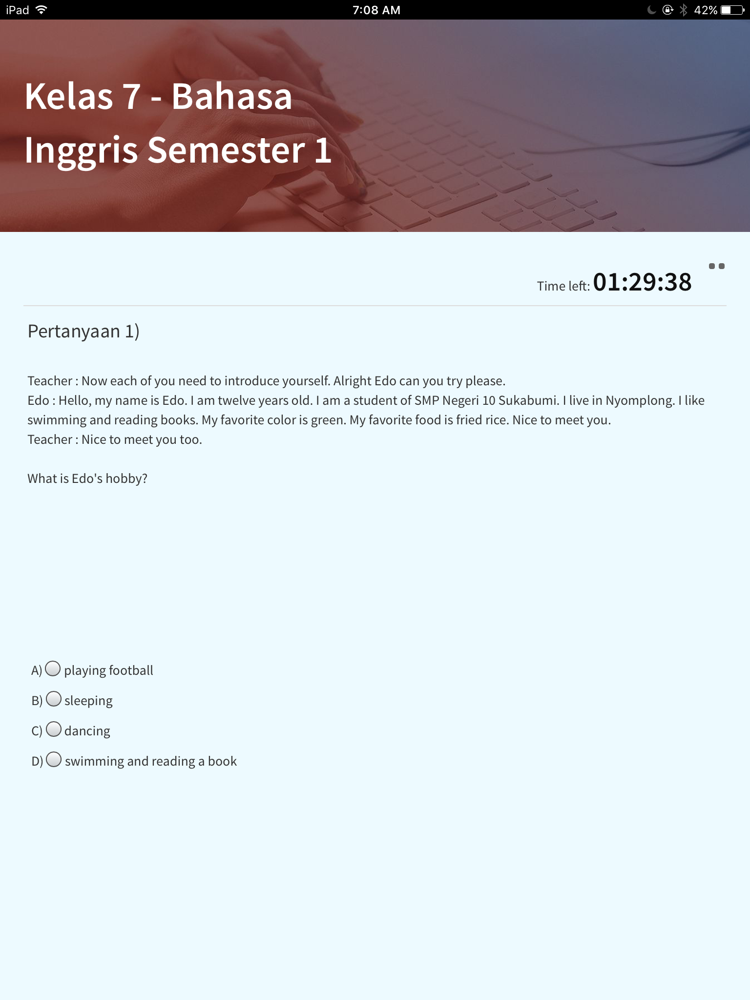 iPad 7:08 AM 42%
Kelas 7 - Bahasa
Inggris Semester 1
Time left: 01:29:38
Pertanyaan 1)
Teacher : Now each of you need to introduce yourself. Alright Edo can you try please.
Edo : Hello, my name is Edo. I am twelve years old. I am a student of SMP Negeri 10 Sukabumi. I live in Nyomplong. I like
swimming and reading books. My favorite color is green. My favorite food is fried rice. Nice to meet you.
Teacher : Nice to meet you too.
What is Edo's hobby?
A) playing football
B) sleeping
C) dancing
D) swimming and reading a book